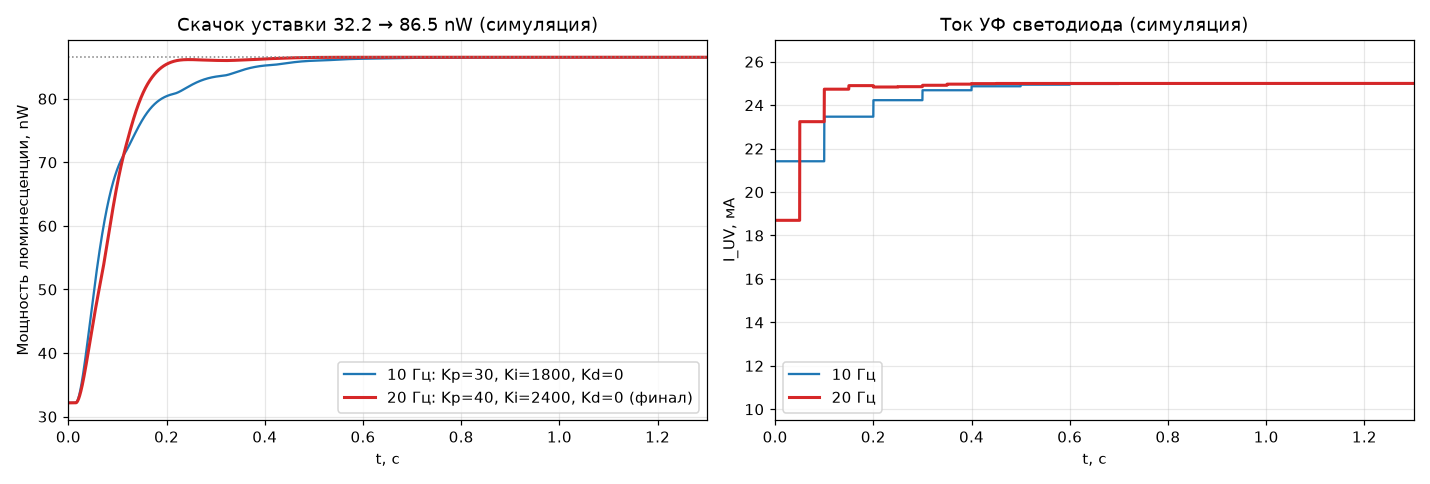 Скачок уставки 32.2 → 86.5 nW (симуляция)
Мощность люминесценции, nW
80
70
60
50
40
30
0.0 0.2 0.4 0.6 0.8 1.0 1.2
t, с
10 Гц: Kp=30, Ki=1800, Kd=0
20 Гц: Kp=40, Ki=2400, Kd=0 (финал)
Ток УФ светодиода (симуляция)
I_UV, мА
26
24
22
20
18
16
14
12
10
0.0 0.2 0.4 0.6 0.8 1.0 1.2
t, с
10 Гц
20 Гц